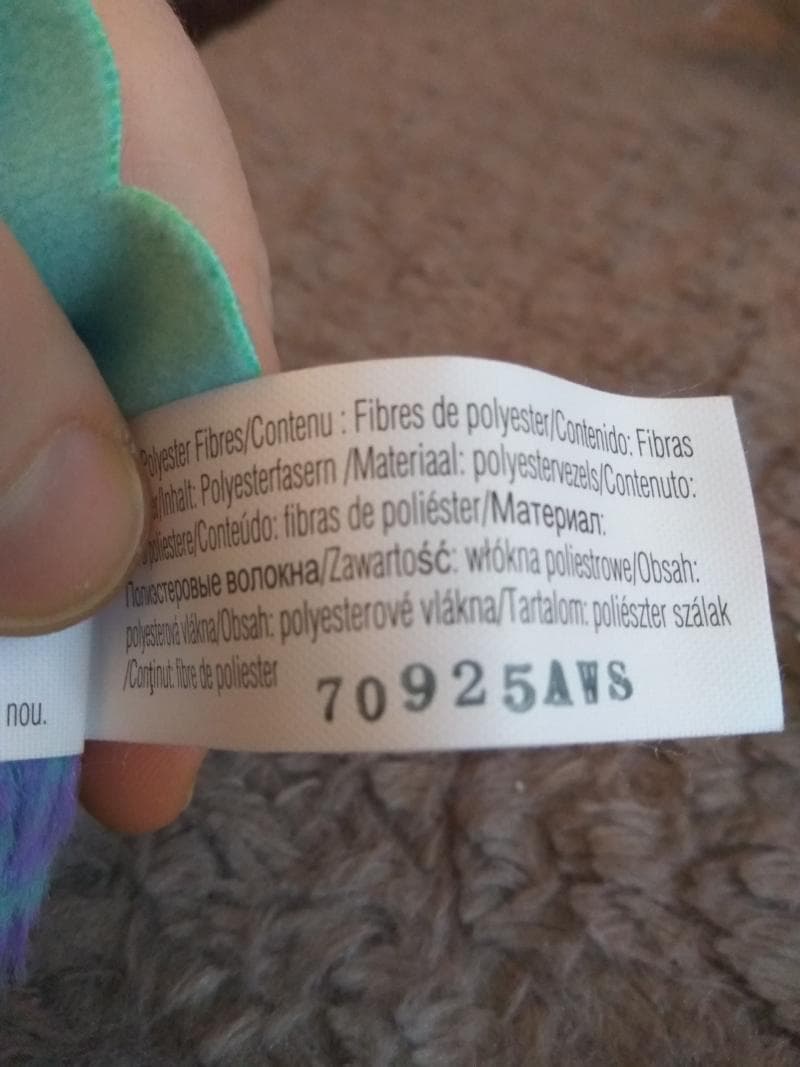 Polyester Fibres/Contenu : Fibres de polyester/Contenido: Fibras
/Inhalt: Polyesterfasern /Materiaal: polyestervezels/Contenuto:
poliestere/Conteúdo: fibras de poliéster/Материал:
Полиэстеровые волокна/Zawartość: włókna poliestrowe/Obsah:
polyesterová vlákna/Obsah: polyesterové vlákna/Tartalom: poliészter szálak
/Conţinut: fibre de poliester
70925AWS
nou.